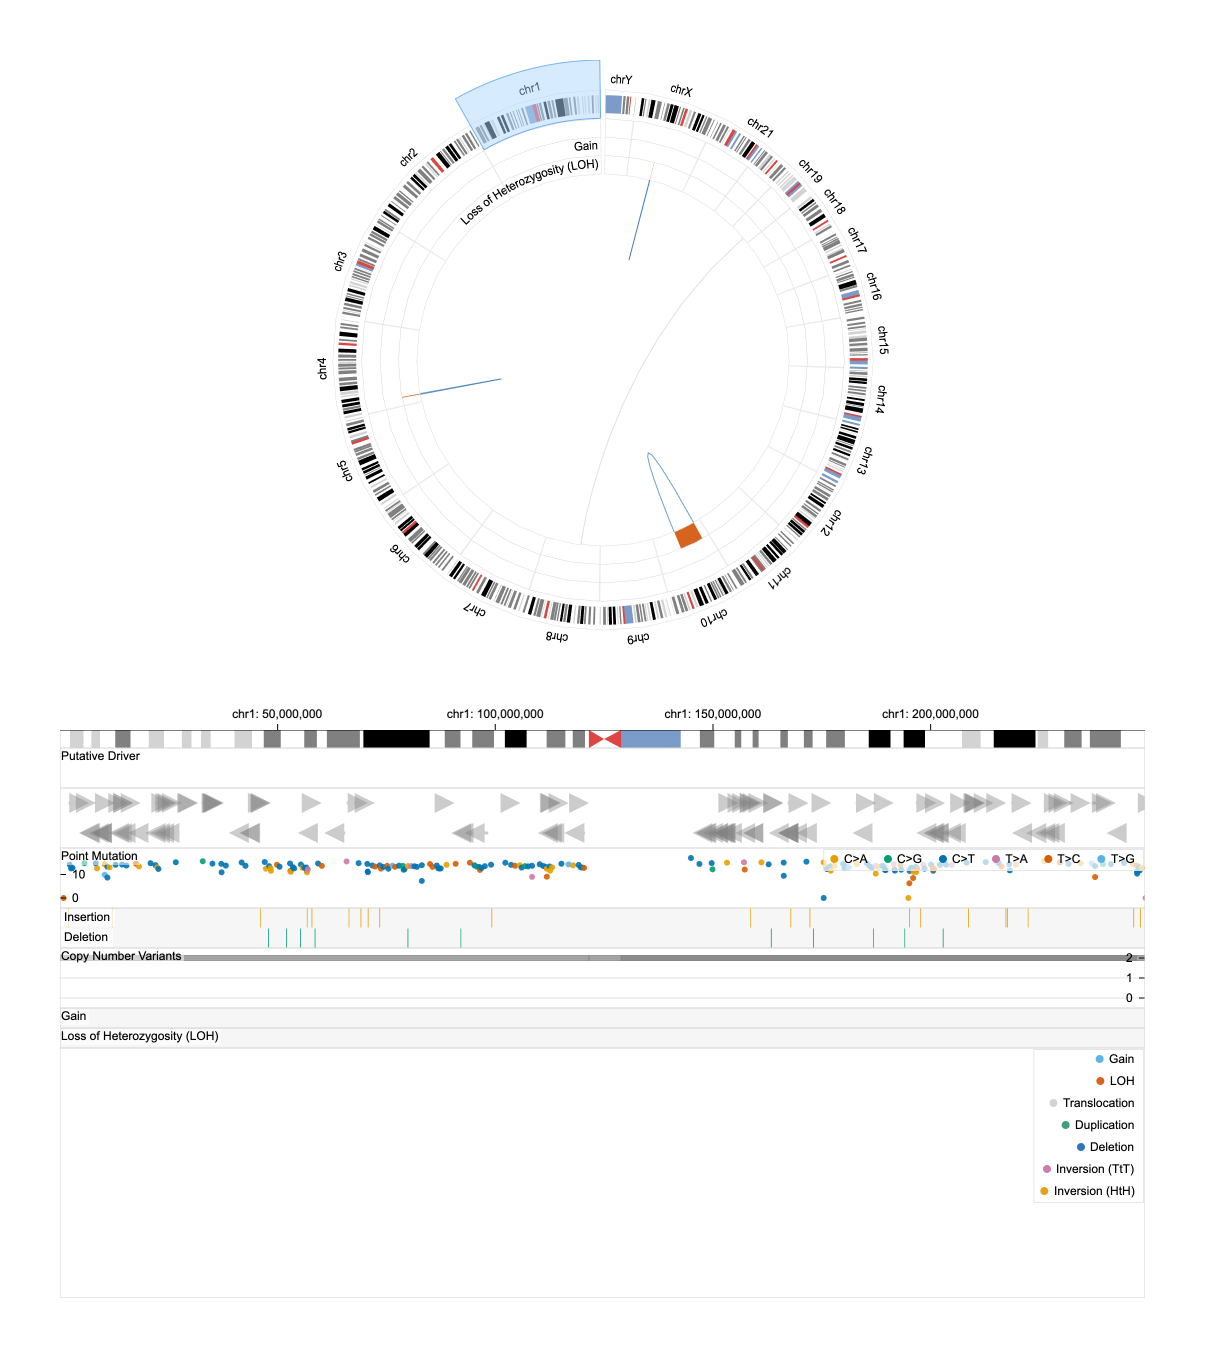 chrY
chrX
chr21
chr19
chr18
chr17
chr16
chr15
chr14
chr13
chr12
chr11
chr10
chr9
chr8
chr7
chr6
chr5
chr4
chr3
chr2
chr1
Gain
Loss of Heterozygosity (LOH)
chr1: 50,000,000 chr1: 100,000,000 chr1: 150,000,000 chr1: 200,000,000
Putative Driver
Point Mutation
C>A C>G C>T T>A T>C T>G
10
0
Insertion
Deletion
Copy Number Variants
2
1
0
Gain
Loss of Heterozygosity (LOH)
Gain
LOH
Translocation
Duplication
Deletion
Inversion (TtT)
Inversion (HtH)